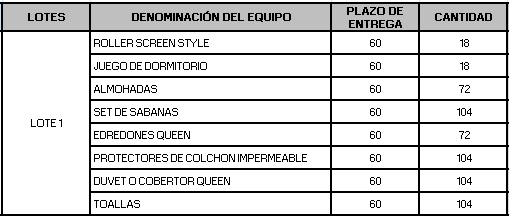 LOTES DENOMINACIÓN DEL EQUIPO PLAZO DE ENTREGA CANTIDAD
ROLLER SCREEN STYLE 60 18
JUEGO DE DORMITORIO 60 18
ALMOHADAS 60 72
SET DE SABANAS 60 104
LOTE 1
EDREDONES QUEEN 60 72
PROTECTORES DE COLCHON IMPERMEABLE 60 104
DUVET O COBERTOR QUEEN 60 104
TOALLAS 60 104